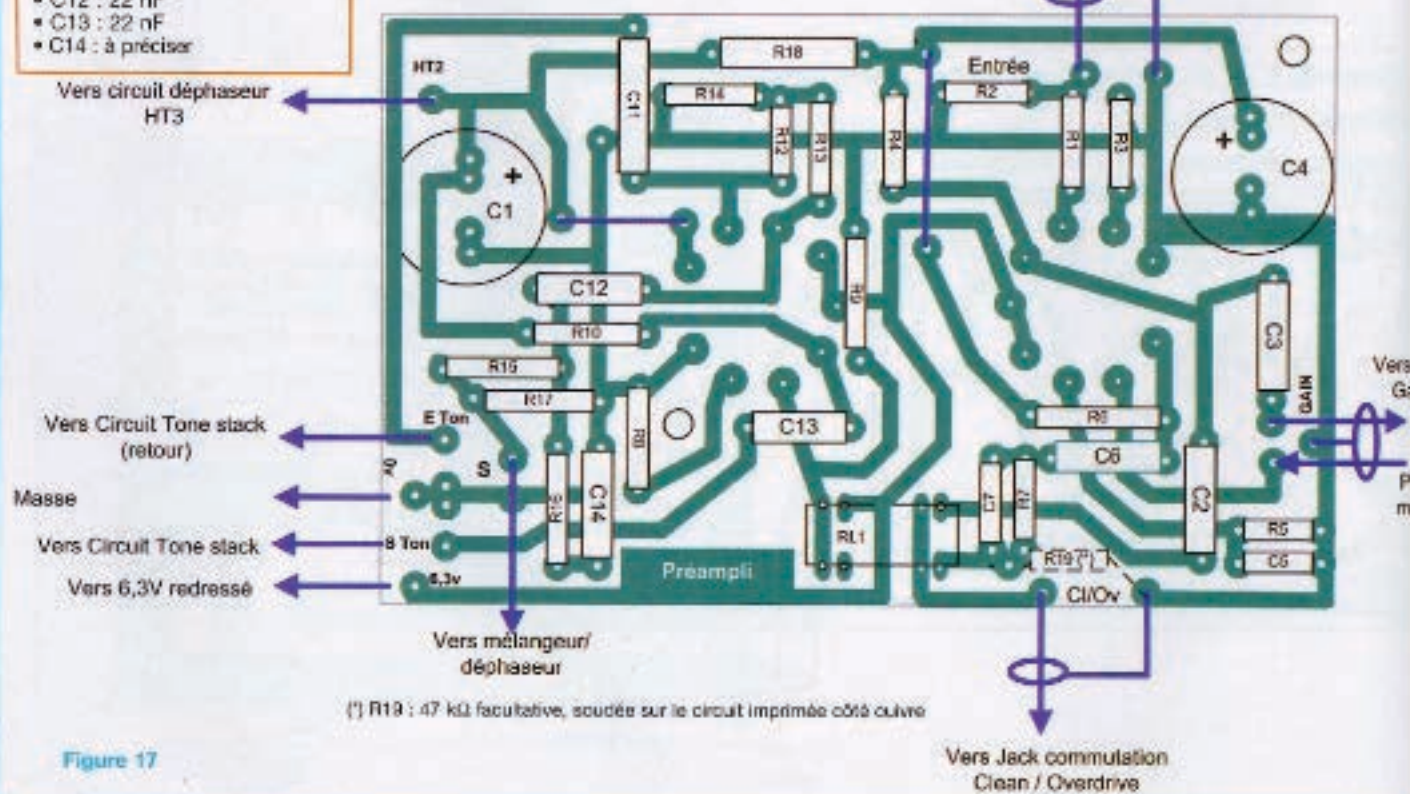 • C12 : 22 nF
• C13 : 22 nF
• C14 : à préciser
HT2
Vers circuit déphaseur
HT3
R18
Entrée
R2
R14
C11
R12
R13
R4
R1
R3
+
C1
+
C4
C12
R9
R10
C3
R15
R17
GAIN
Vers
Ga
E Ton
Vers Circuit Tone stack
(retour)
R8
C13
R6
C6
S
0v
Masse
R16
C14
C7
R7
C2
P
m
R5
C5
RL1
Vers Circuit Tone stack
S Ton
R19(*)
Préampli
6,3v
Vers 6,3V redressé
Cl/Ov
Vers mélangeur/
déphaseur
(*) R19 : 47 kΩ facultative, soudée sur le circuit imprimée côté cuivre
Figure 17
Vers Jack commutation
Clean / Overdrive